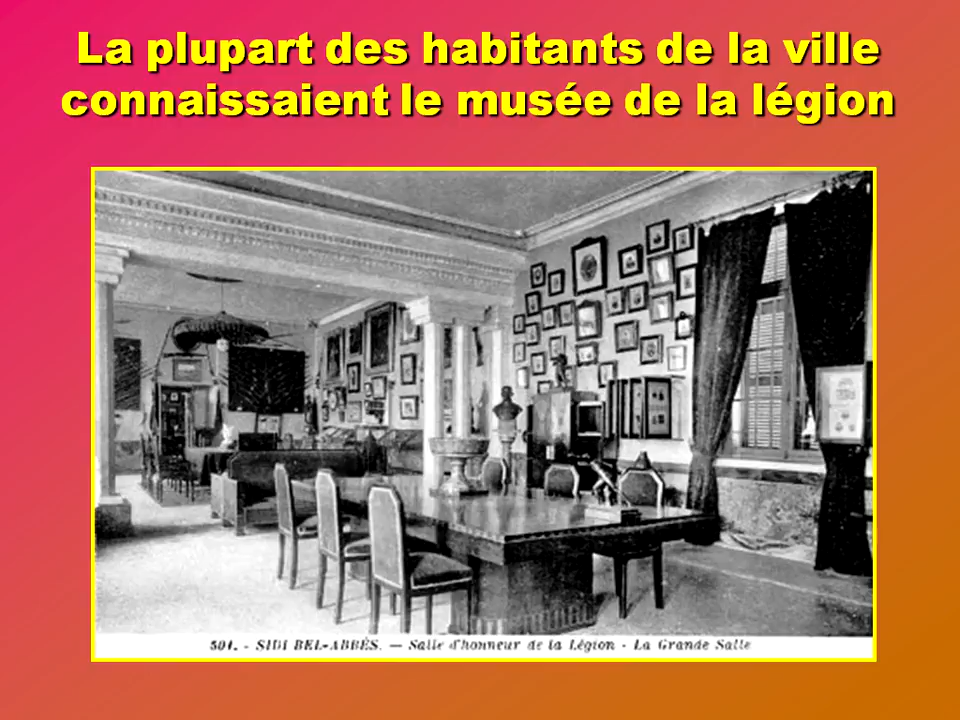 La plupart des habitants de la ville
connaissaient le musée de la légion
501. - SIDI BEL-ABBÈS. — Salle d'honneur de la Légion - La Grande Salle